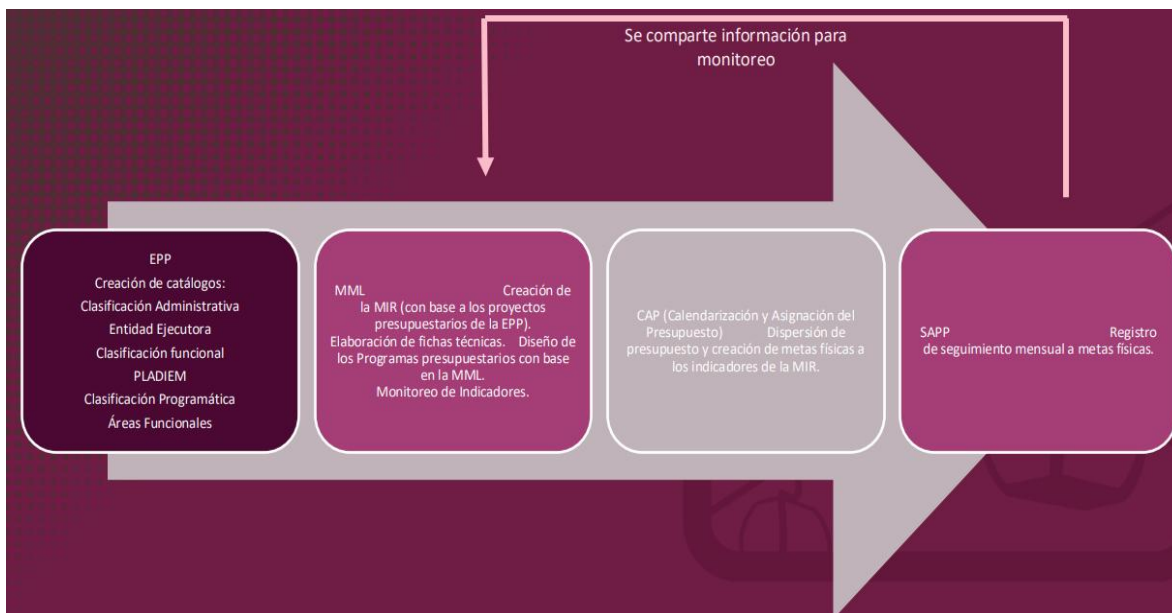 Se comparte información para
monitoreo
EPP
Creación de catálogos:
Clasificación Administrativa
Entidad Ejecutora
Clasificación funcional
PLADIEM
Clasificación Programática
Áreas Funcionales
MML Creación de
la MIR (con base a los proyectos
presupuestarios de la EPP).
Elaboración de fichas técnicas. Diseño de
los Programas presupuestarios con base
en la MML.
Monitoreo de Indicadores.
CAP (Calendarización y Asignación del
Presupuesto) Dispersión de
presupuesto y creación de metas físicas a
los indicadores de la MIR.
SAPP Registro
de seguimiento mensual a metas físicas.